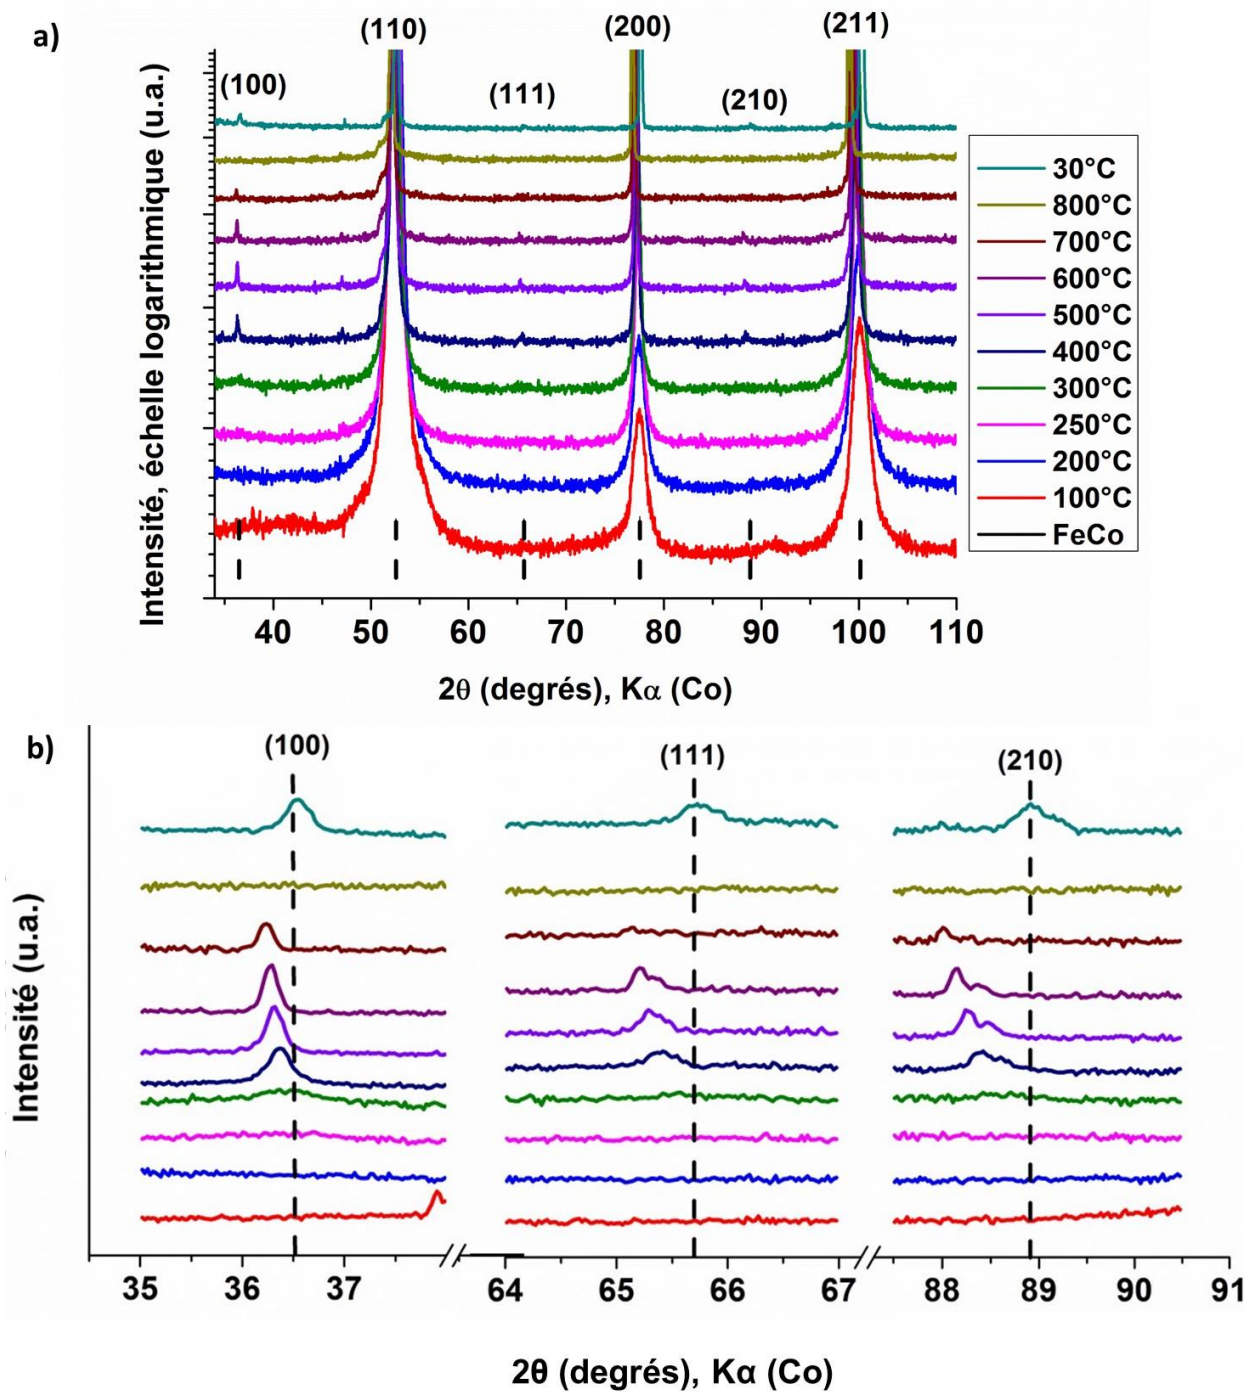 a)
(100)
(110)
(111)
(200)
(210)
(211)
Intensité, échelle logarithmique (u.a.)
30°C
800°C
700°C
600°C
500°C
400°C
300°C
250°C
200°C
100°C
FeCo
40 50 60 70 80 90 100 110
2θ (degrés), Kα (Co)
b)
(100)
(111)
(210)
Intensité (u.a.)
35 36 37 64 65 66 67 88 89 90 91
2θ (degrés), Kα (Co)